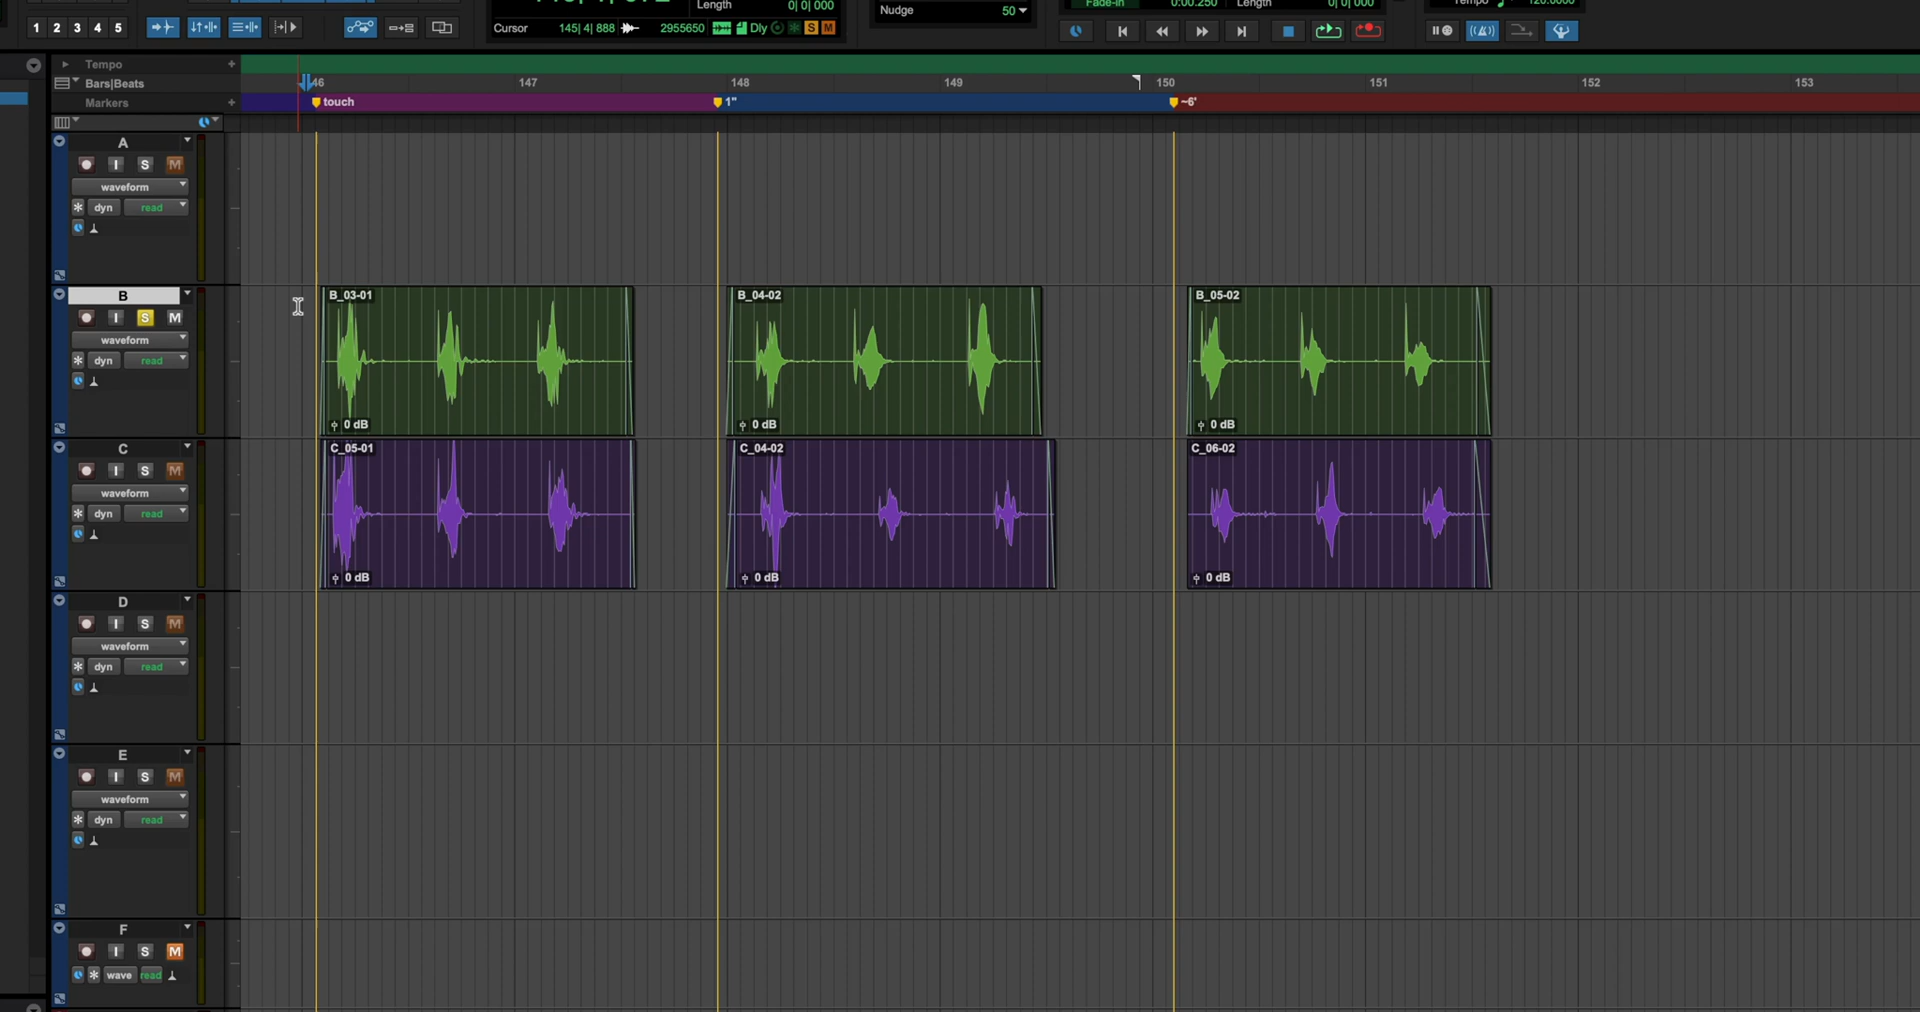 Length 0| 0| 000
Nudge 50
Fade-In 0:00.250 Length 0| 0| 000
Tempo 120.0000
1 2 3 4 5
Cursor 145| 4| 888 2955650 Dly S M
Tempo
Bars|Beats
46 147 148 149 150 151 152 153
Markers
touch 1" ~6'
A
I S M
waveform
dyn read
B
I S M
waveform
dyn read
B_03-01 B_04-02 B_05-02
0 dB 0 dB 0 dB
C
I S M
waveform
dyn read
C_05-01 C_04-02 C_06-02
0 dB 0 dB 0 dB
D
I S M
waveform
dyn read
E
I S M
waveform
dyn read
F
I S M
wave read